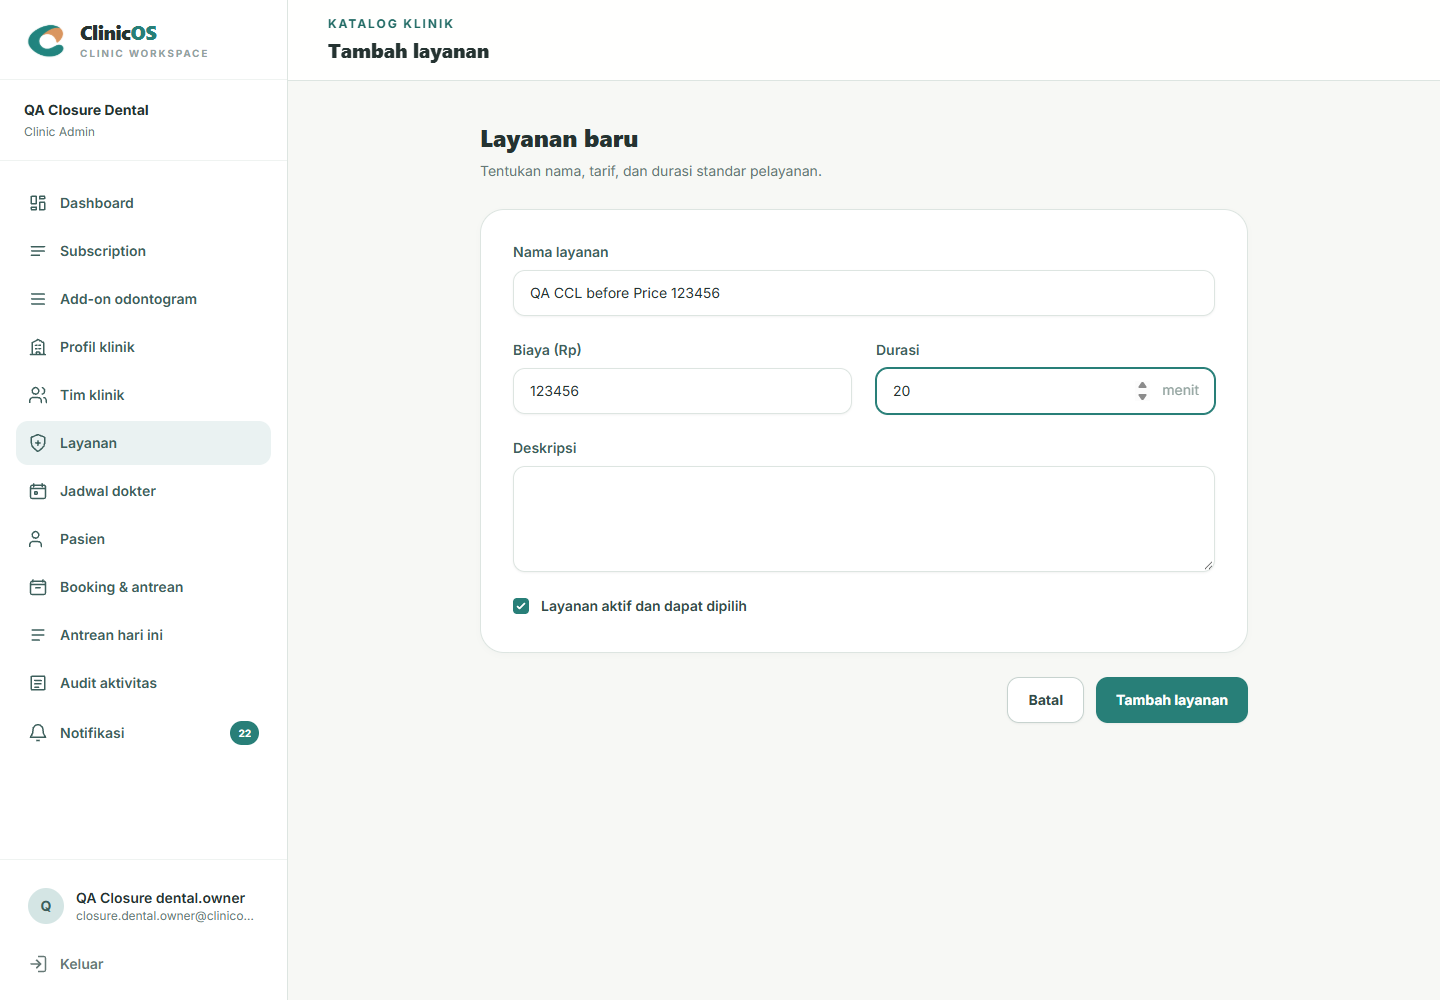 ClinicOS
CLINIC WORKSPACE
QA Closure Dental
Clinic Admin
Dashboard
Subscription
Add-on odontogram
Profil klinik
Tim klinik
Layanan
Jadwal dokter
Pasien
Booking & antrean
Antrean hari ini
Audit aktivitas
Notifikasi 22
Q
QA Closure dental.owner
closure.dental.owner@clinico...
Keluar
KATALOG KLINIK
Tambah layanan
Layanan baru
Tentukan nama, tarif, dan durasi standar pelayanan.
Nama layanan
QA CCL before Price 123456
Biaya (Rp)
123456
Durasi
20 menit
Deskripsi
Layanan aktif dan dapat dipilih
Batal
Tambah layanan